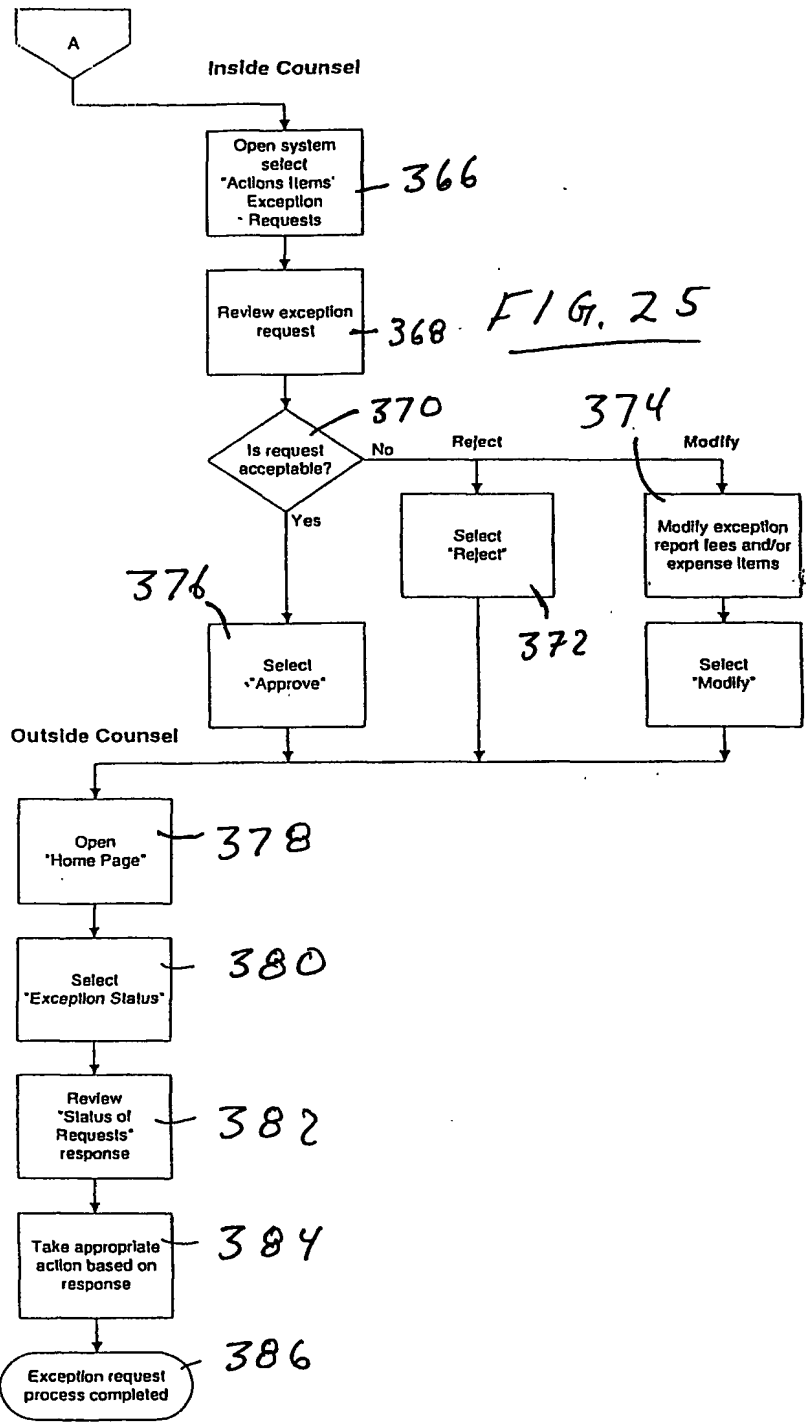 A
Inside Counsel
Open system
select
"Actions Items"
Exception
Requests
366
Review exception
request
368
FIG. 25
370
374
Is request
acceptable?
No
Reject
Modify
Yes
Select
"Reject"
372
Modify exception
report fees and/or
expense items
376
Select
"Approve"
Select
"Modify"
Outside Counsel
Open
"Home Page"
378
Select
"Exception Status"
380
Review
"Status of
Requests"
response
382
Take appropriate
action based on
response
384
Exception request
process completed
386